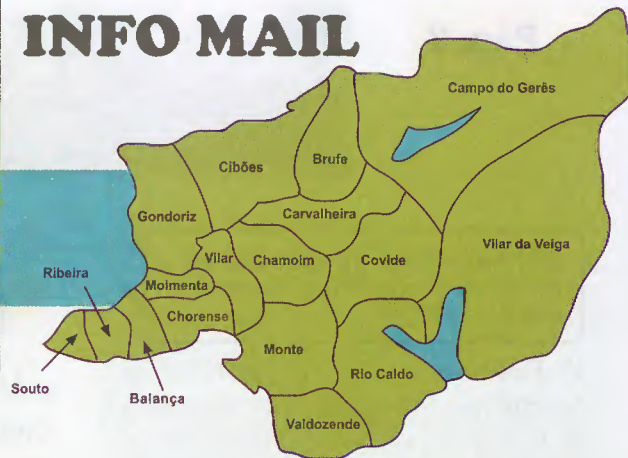 INFO MAIL
Campo do Gerês
Cibões
Brufe
Carvalheira
Gondoriz
Vilar
Chamoim
Covide
Vilar da Veiga
Ribeira
Moimenta
Chorense
Monte
Rio Caldo
Souto
Balança
Valdozende